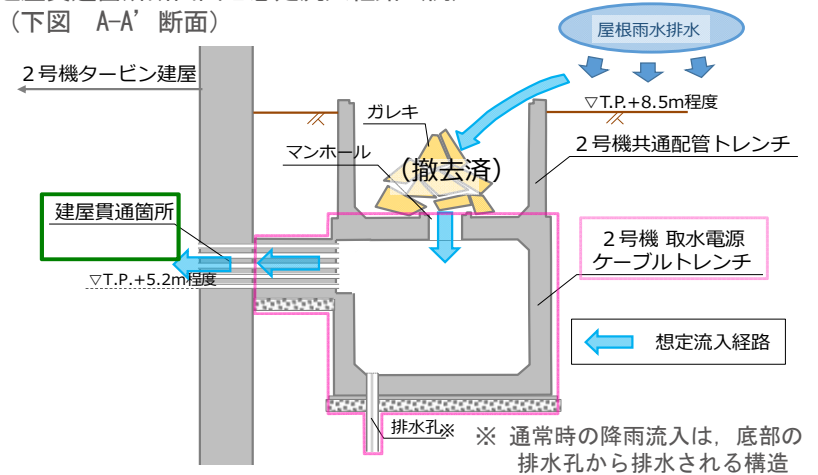 （下図 A-A’断面）
屋根雨水排水
２号機タービン建屋
▽T.P.+8.5m程度
ガレキ
２号機共通配管トレンチ
マンホール
（撤去済）
建屋貫通箇所
２号機 取水電源
ケーブルトレンチ
▽T.P.+5.2m程度
想定流入経路
排水孔※
※ 通常時の降雨流入は，底部の
排水孔から排水される構造